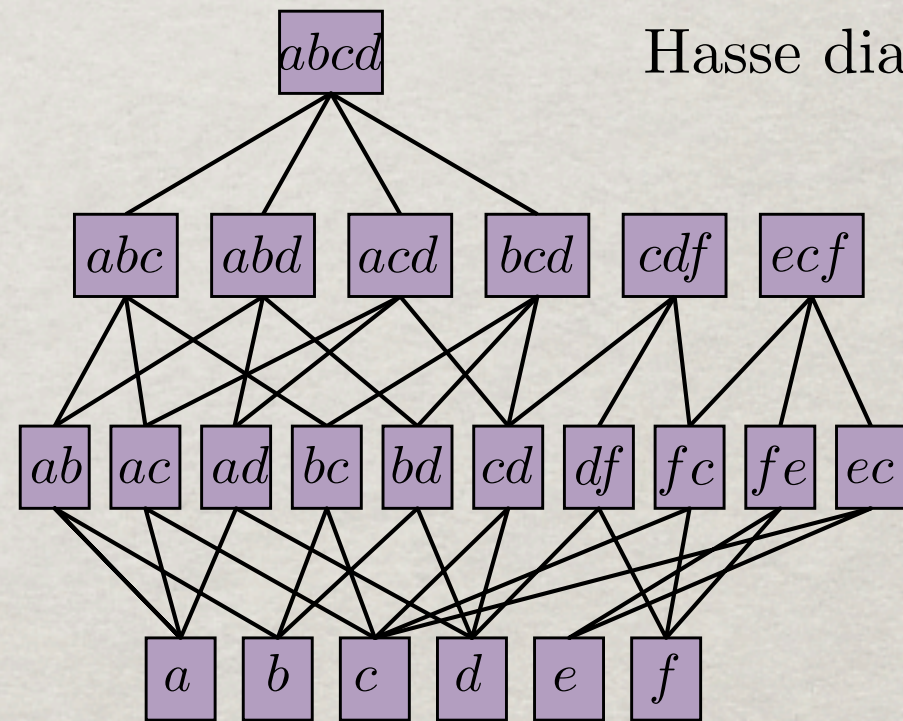 abcd
Hasse dia
abc abd acd bcd cdf ecf
ab ac ad bc bd cd df fc fe ec
a b c d e f